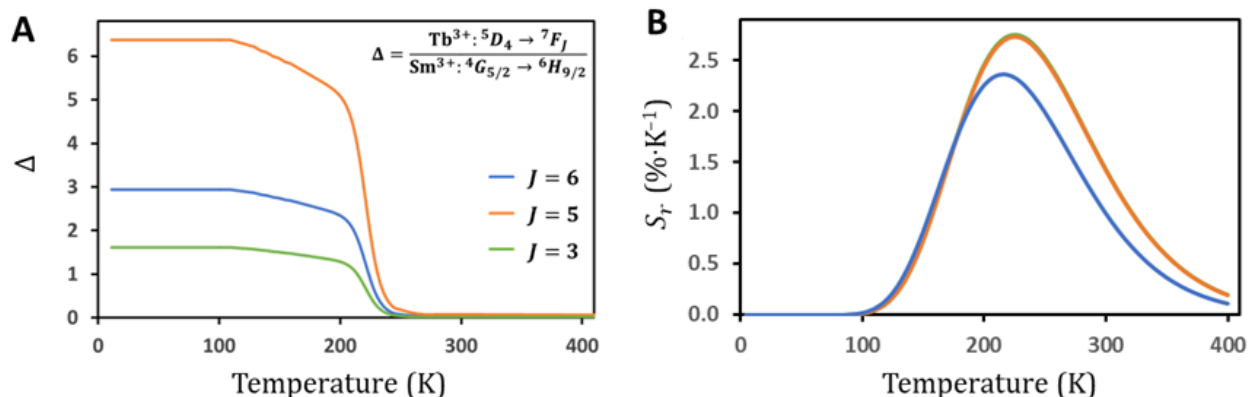 A
Δ = Tb³⁺: ⁵D₄ → ⁷F_J / Sm³⁺: ⁴G₅/₂ → ⁶H₉/₂
6
5
4
3
2
1
0
Δ
J = 6
J = 5
J = 3
0 100 200 300 400
Temperature (K)
B
2.5
2.0
1.5
1.0
0.5
0.0
S_r (%·K⁻¹)
0 100 200 300 400
Temperature (K)